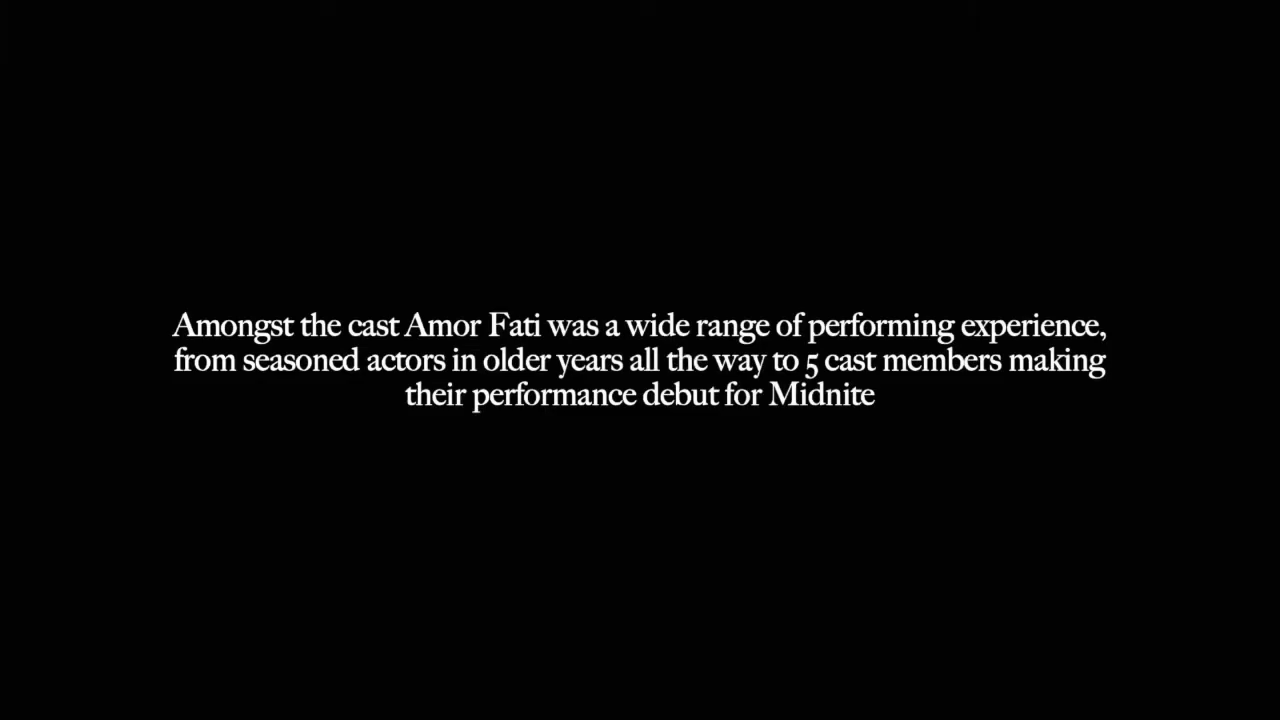 Amongst the cast Amor Fati was a wide range of performing experience,
from seasoned actors in older years all the way to 5 cast members making
their performance debut for Midnite